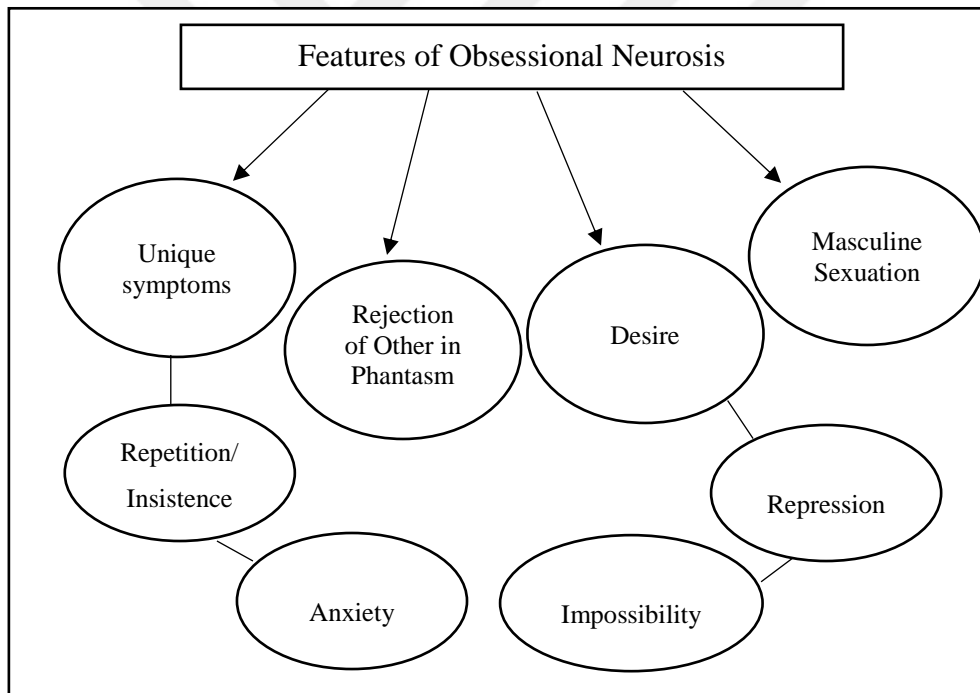 Features of Obsessional Neurosis
Unique
symptoms
Rejection
of Other in
Phantasm
Desire
Masculine
Sexuation
Repetition/
Insistence
Repression
Anxiety
Impossibility